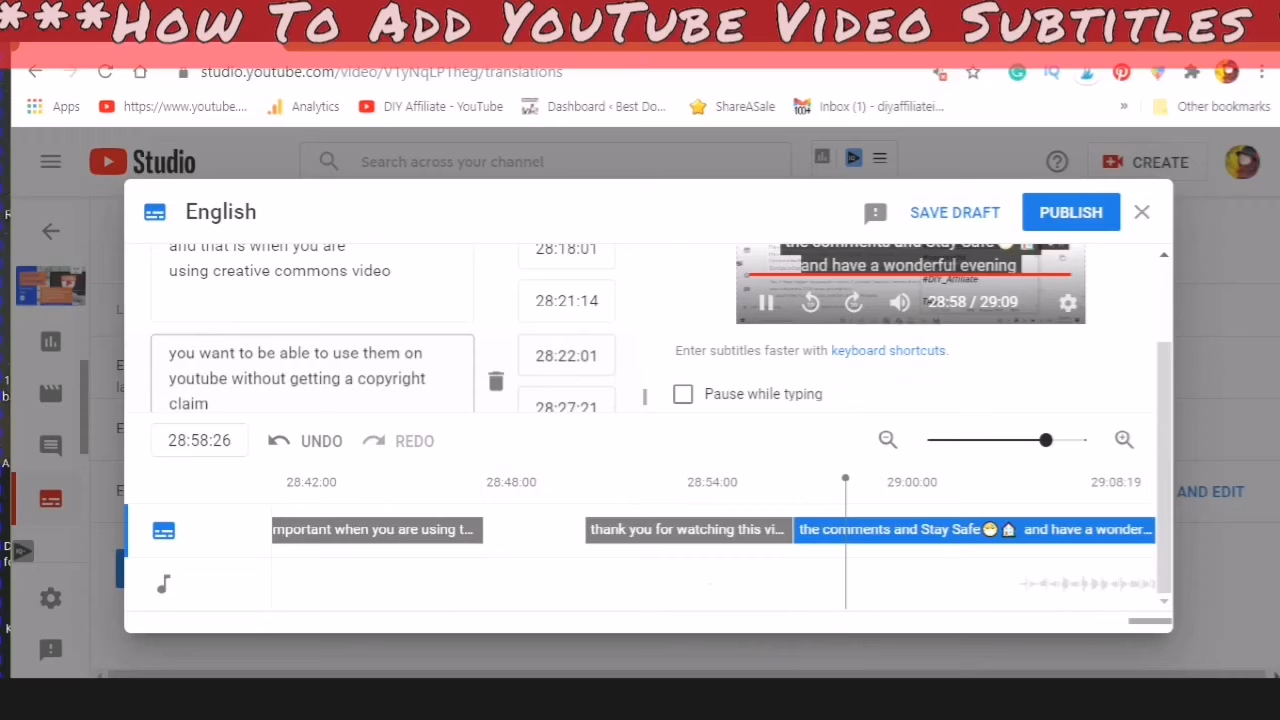 ***How To Add YouTube Video Subtitles
studio.youtube.com/video/V1yNqLP1heg/translations
Apps https://www.youtube.... Analytics DIY Affiliate - YouTube Dashboard ‹ Best Do... ShareASale 100+ Inbox (1) - diyaffiliatei... » Other bookmarks
Studio Search across your channel CREATE
English SAVE DRAFT PUBLISH
and that is when you are
using creative commons video
28:18:01
28:21:14
the comments and Stay Safe😷🏠
and have a wonderful evening
#DIY_Affiliate
28:58 / 29:09
you want to be able to use them on
youtube without getting a copyright
claim
28:22:01
28:27:21
Enter subtitles faster with keyboard shortcuts.
Pause while typing
28:58:26 UNDO REDO
28:42:00 28:48:00 28:54:00 29:00:00 29:08:19
AND EDIT
mportant when you are using t... thank you for watching this vi... the comments and Stay Safe😷🏠 and have a wonder...